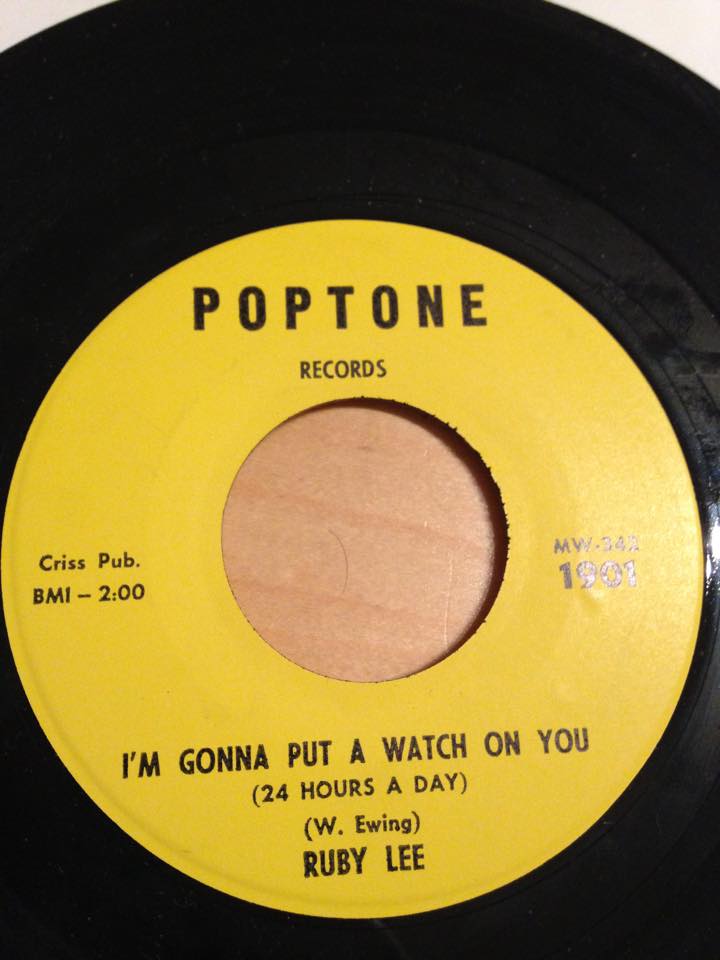 POPTONE
RECORDS
Criss Pub.
BMI – 2:00
MW-342
1901
I'M GONNA PUT A WATCH ON YOU
(24 HOURS A DAY)
(W. Ewing)
RUBY LEE